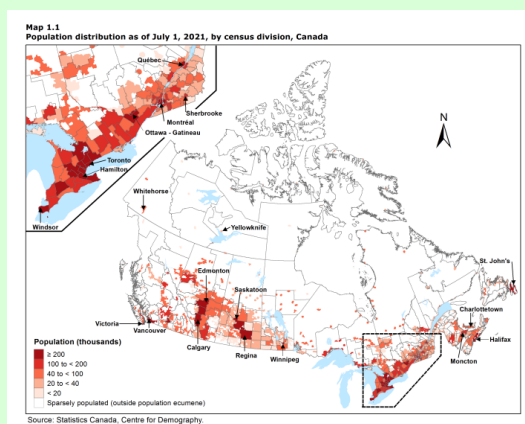 Map 1.1
Population distribution as of July 1, 2021, by census division, Canada
Québec
Sherbrooke
Montréal
Ottawa - Gatineau
Toronto
Hamilton
Windsor
N
Whitehorse
Yellowknife
St. John's
Edmonton
Saskatoon
Charlottetown
Victoria
Vancouver
Calgary
Regina
Winnipeg
Moncton
Halifax
Population (thousands)
≥ 200
100 to < 200
40 to < 100
20 to < 40
< 20
Sparsely populated (outside population ecumene)
Source: Statistics Canada, Centre for Demography.